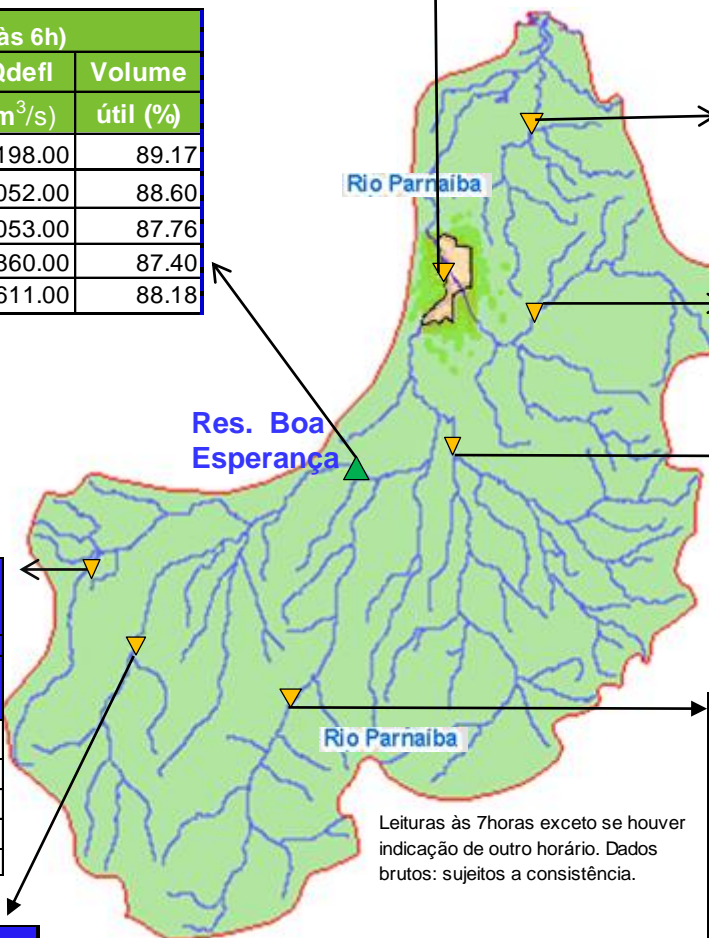 às 6h)
Qdefl Volume
m³/s) útil (%)
198.00 89.17
052.00 88.60
053.00 87.76
360.00 87.40
611.00 88.18
Rio Parnaíba
Res. Boa
Esperança
Rio Parnaíba
Leituras às 7horas exceto se houver
indicação de outro horário. Dados
brutos: sujeitos a consistência.